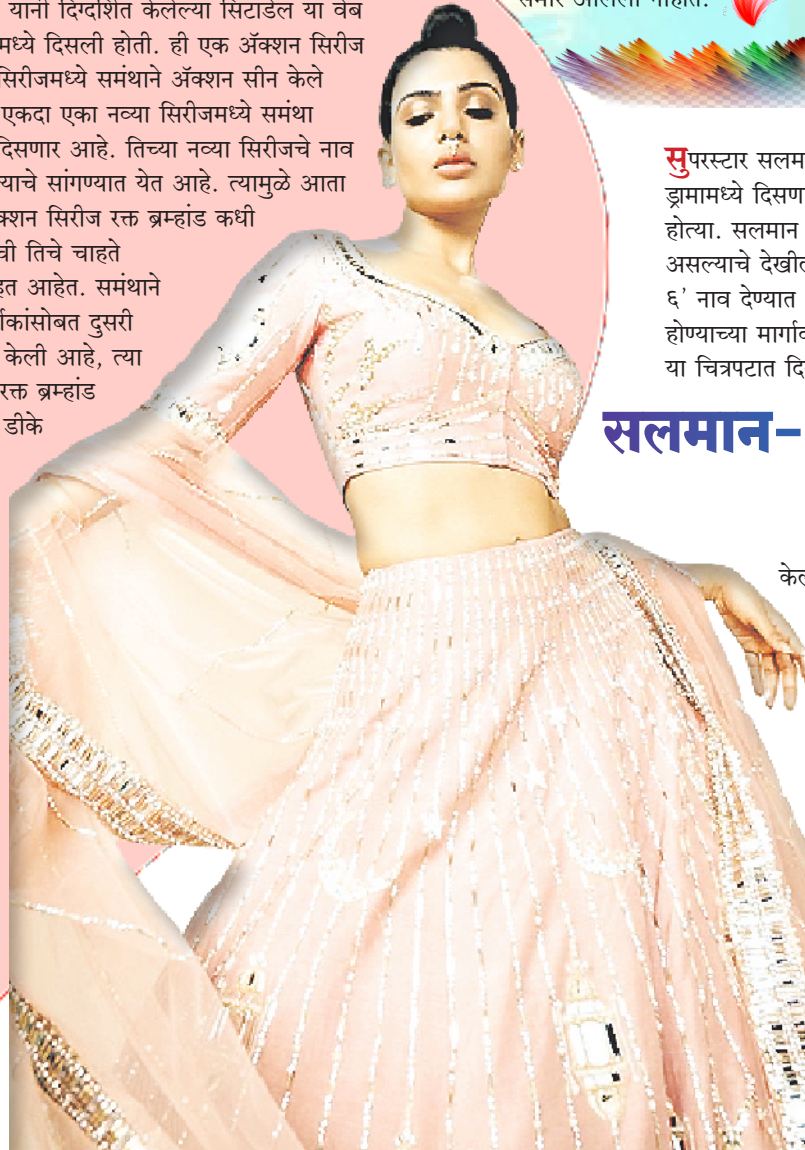 यांनी दिग्दर्शित केलेल्या सिटाडेल या वेब
मध्ये दिसली होती. ही एक ॲक्शन सिरीज
सिरीजमध्ये समंथाने ॲक्शन सीन केले
एकदा एका नव्या सिरीजमध्ये समंथा
दिसणार आहे. तिच्या नव्या सिरीजचे नाव
याचे सांगण्यात येत आहे. त्यामुळे आता
क्शन सिरीज रक्त ब्रम्हांड कधी
ची तिचे चाहते
हत आहेत. समंथाने
र्शकांसोबत दुसरी
केली आहे, त्या
रक्त ब्रम्हांड
डीके
सुपरस्टार सलमा
ड्रामामध्ये दिसण
होत्या. सलमान
असल्याचे देखील
६' नाव देण्यात
होण्याच्या मार्गाव
या चित्रपटात दि
सलमान-
केल